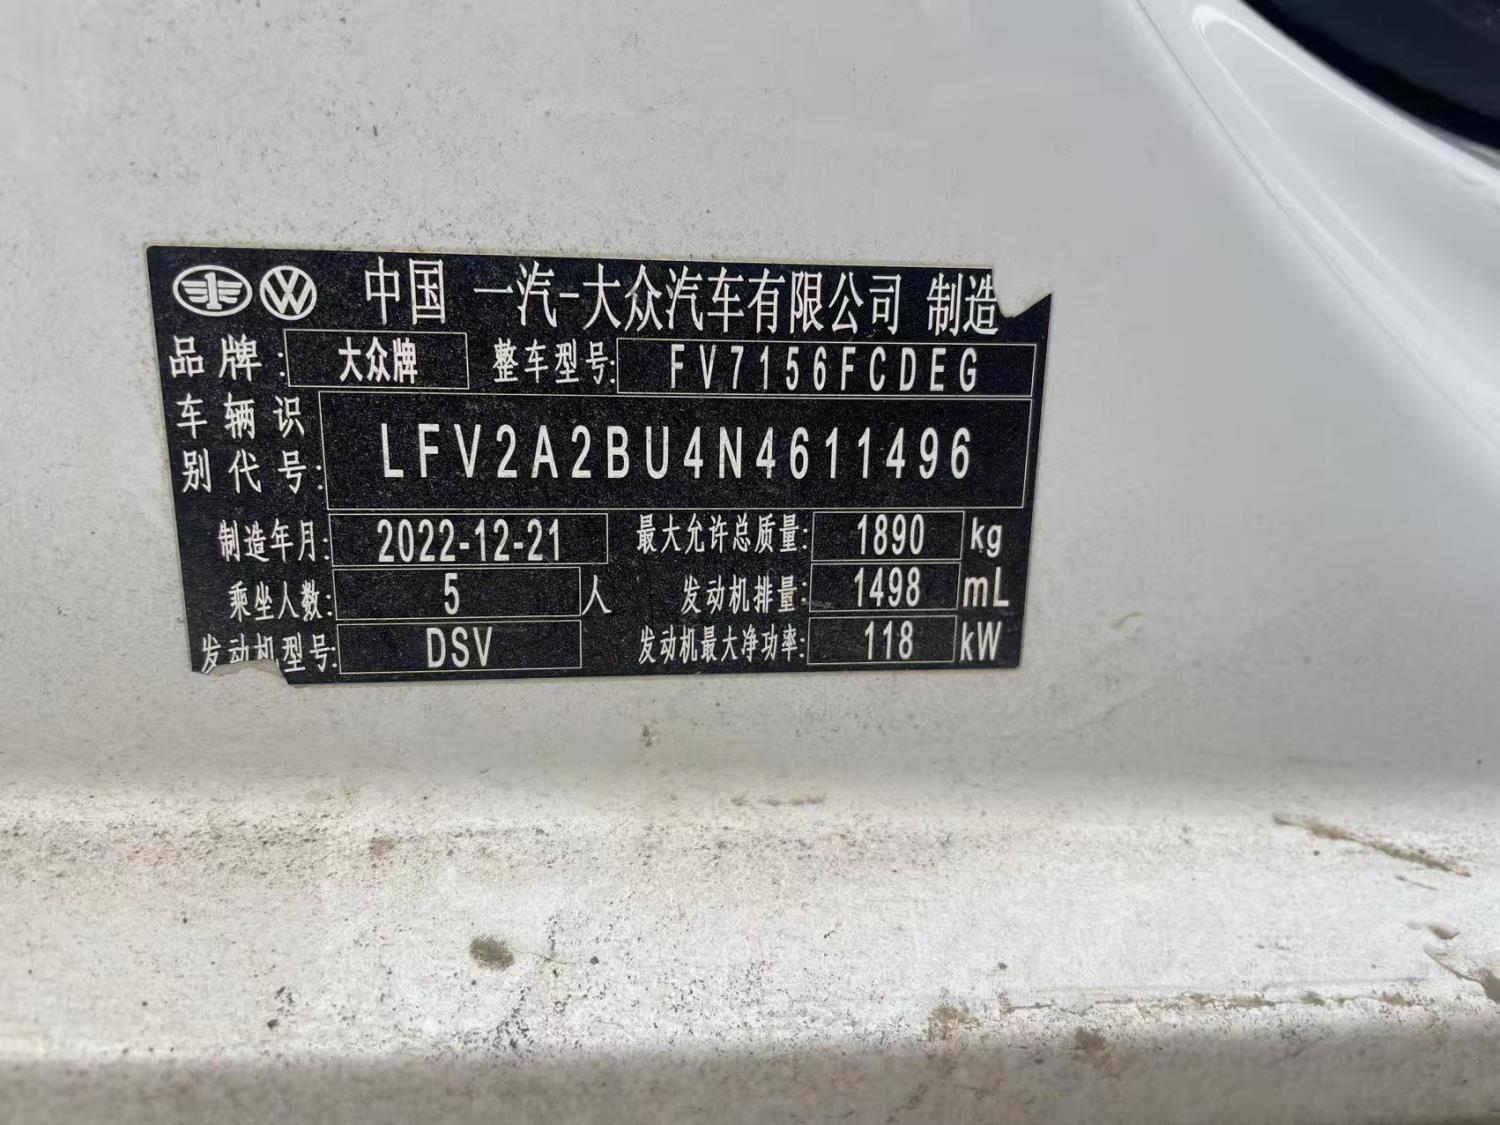 中国 一汽-大众汽车有限公司 制造
品牌: 大众牌 整车型号: FV7156FCDEG
车辆识别代号: LFV2A2BU4N4611496
制造年月: 2022-12-21 最大允许总质量: 1890 kg
乘坐人数: 5 人 发动机排量: 1498 mL
发动机型号: DSV 发动机最大净功率: 118 kW